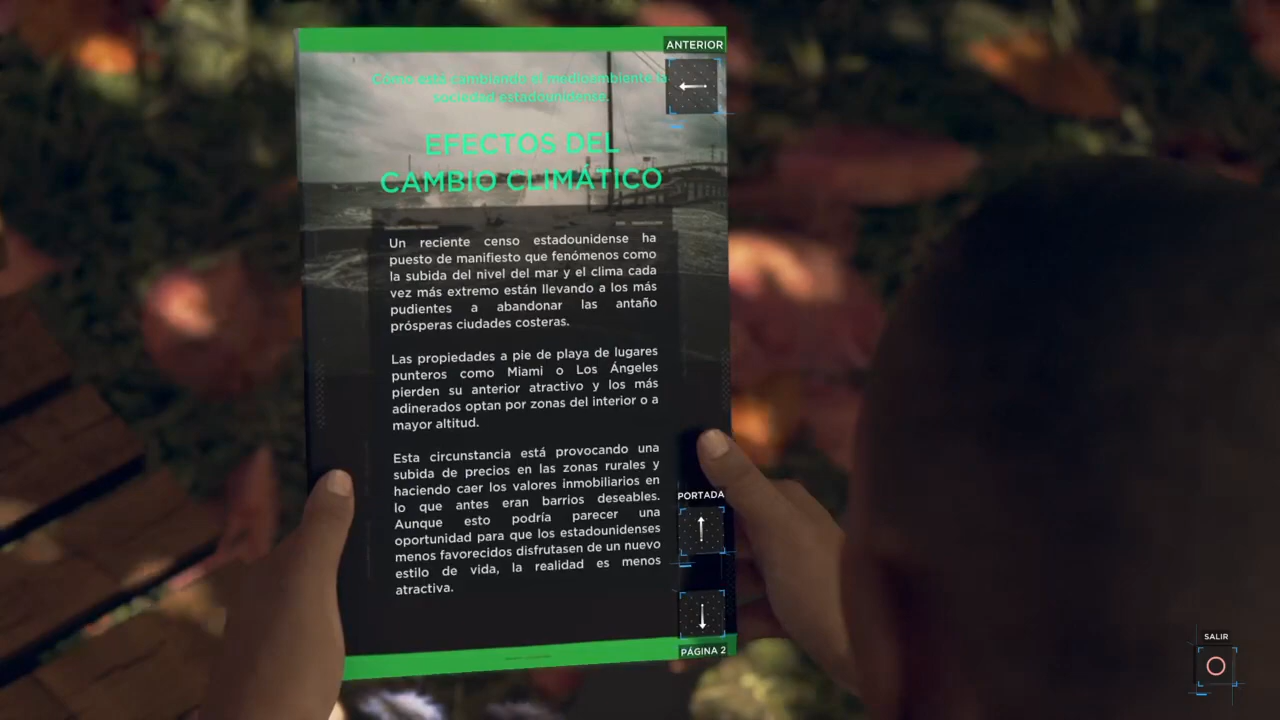 ANTERIOR
Cómo está cambiando el medioambiente la
sociedad estadounidense.
EFECTOS DEL
CAMBIO CLIMÁTICO
Un reciente censo estadounidense ha
puesto de manifiesto que fenómenos como
la subida del nivel del mar y el clima cada
vez más extremo están llevando a los más
pudientes a abandonar las antaño
prósperas ciudades costeras.
Las propiedades a pie de playa de lugares
punteros como Miami o Los Ángeles
pierden su anterior atractivo y los más
adinerados optan por zonas del interior o a
mayor altitud.
Esta circunstancia está provocando una
subida de precios en las zonas rurales y
haciendo caer los valores inmobiliarios en
lo que antes eran barrios deseables.
Aunque esto podría parecer una
oportunidad para que los estadounidenses
menos favorecidos disfrutasen de un nuevo
estilo de vida, la realidad es menos
atractiva.
PORTADA
PÁGINA 2
SALIR